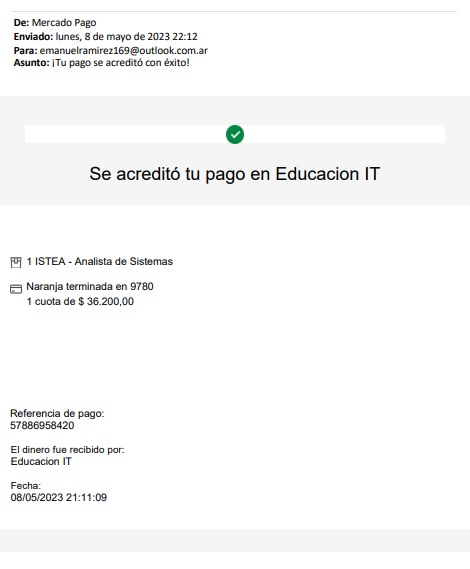 De: Mercado Pago
Enviado: lunes, 8 de mayo de 2023 22:12
Para: emanuelramirez169@outlook.com.ar
Asunto: ¡Tu pago se acreditó con éxito!
Se acreditó tu pago en Educacion IT
1 ISTEA - Analista de Sistemas
Naranja terminada en 9780
1 cuota de $ 36.200,00
Referencia de pago:
57886958420
El dinero fue recibido por:
Educacion IT
Fecha:
08/05/2023 21:11:09